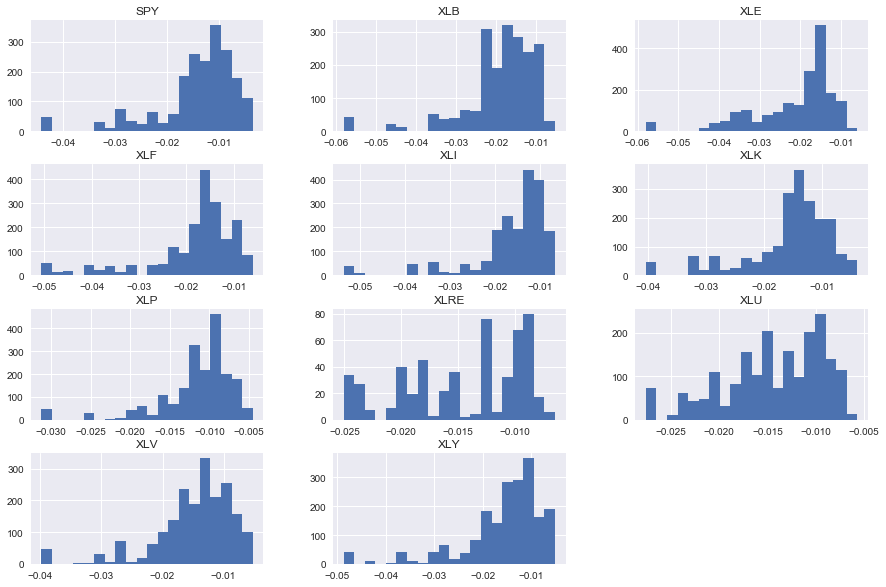 SPY XLB XLE
300 200 100 0
−0.04 −0.03 −0.02 −0.01
300 200 100 0
−0.06 −0.05 −0.04 −0.03 −0.02 −0.01
400 200 0
−0.06 −0.05 −0.04 −0.03 −0.02 −0.01
XLF XLI XLK
400 300 200 100 0
−0.05 −0.04 −0.03 −0.02 −0.01
400 300 200 100 0
−0.05 −0.04 −0.03 −0.02 −0.01
300 200 100 0
−0.04 −0.03 −0.02 −0.01
XLP XLRE XLU
400 300 200 100 0
−0.030 −0.025 −0.020 −0.015 −0.010 −0.005
80 60 40 20 0
−0.025 −0.020 −0.015 −0.010
200 100 0
−0.025 −0.020 −0.015 −0.010 −0.005
XLV XLY
300 200 100 0
−0.04 −0.03 −0.02 −0.01
300 200 100 0
−0.05 −0.04 −0.03 −0.02 −0.01